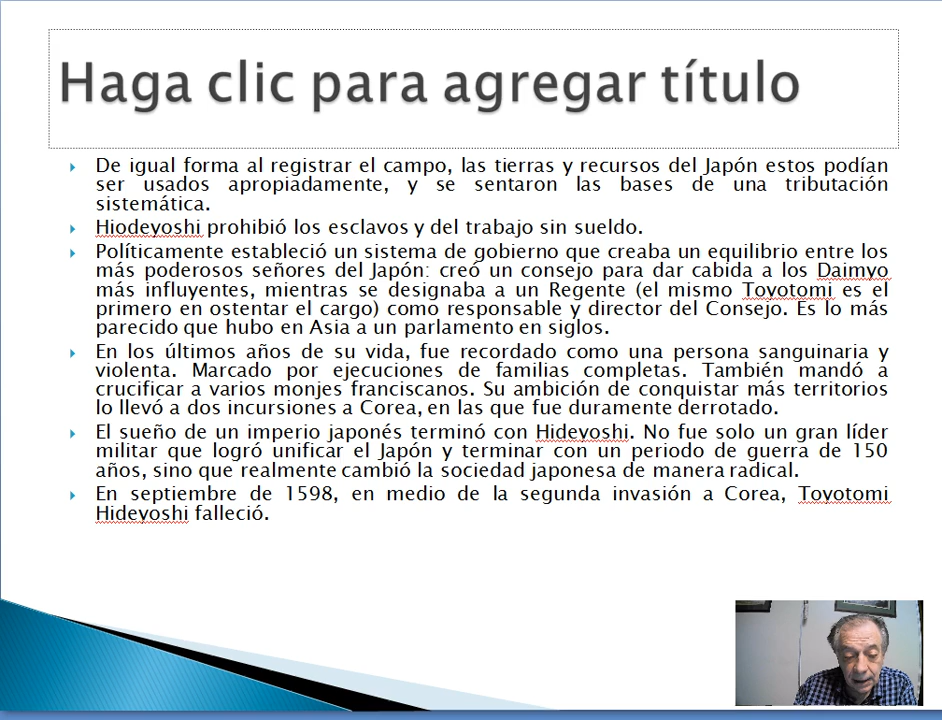 Haga clic para agregar título
De igual forma al registrar el campo, las tierras y recursos del Japón estos podían
ser usados apropiadamente, y se sentaron las bases de una tributación
sistemática.
Hiodeyoshi prohibió los esclavos y del trabajo sin sueldo.
Políticamente estableció un sistema de gobierno que creaba un equilibrio entre los
más poderosos señores del Japón: creó un consejo para dar cabida a los Daimyo
más influyentes, mientras se designaba a un Regente (el mismo Toyotomi es el
primero en ostentar el cargo) como responsable y director del Consejo. Es lo más
parecido que hubo en Asia a un parlamento en siglos.
En los últimos años de su vida, fue recordado como una persona sanguinaria y
violenta. Marcado por ejecuciones de familias completas. También mandó a
crucificar a varios monjes franciscanos. Su ambición de conquistar más territorios
lo llevó a dos incursiones a Corea, en las que fue duramente derrotado.
El sueño de un imperio japonés terminó con Hideyoshi. No fue solo un gran líder
militar que logró unificar el Japón y terminar con un periodo de guerra de 150
años, sino que realmente cambió la sociedad japonesa de manera radical.
En septiembre de 1598, en medio de la segunda invasión a Corea, Toyotomi
Hideyoshi falleció.